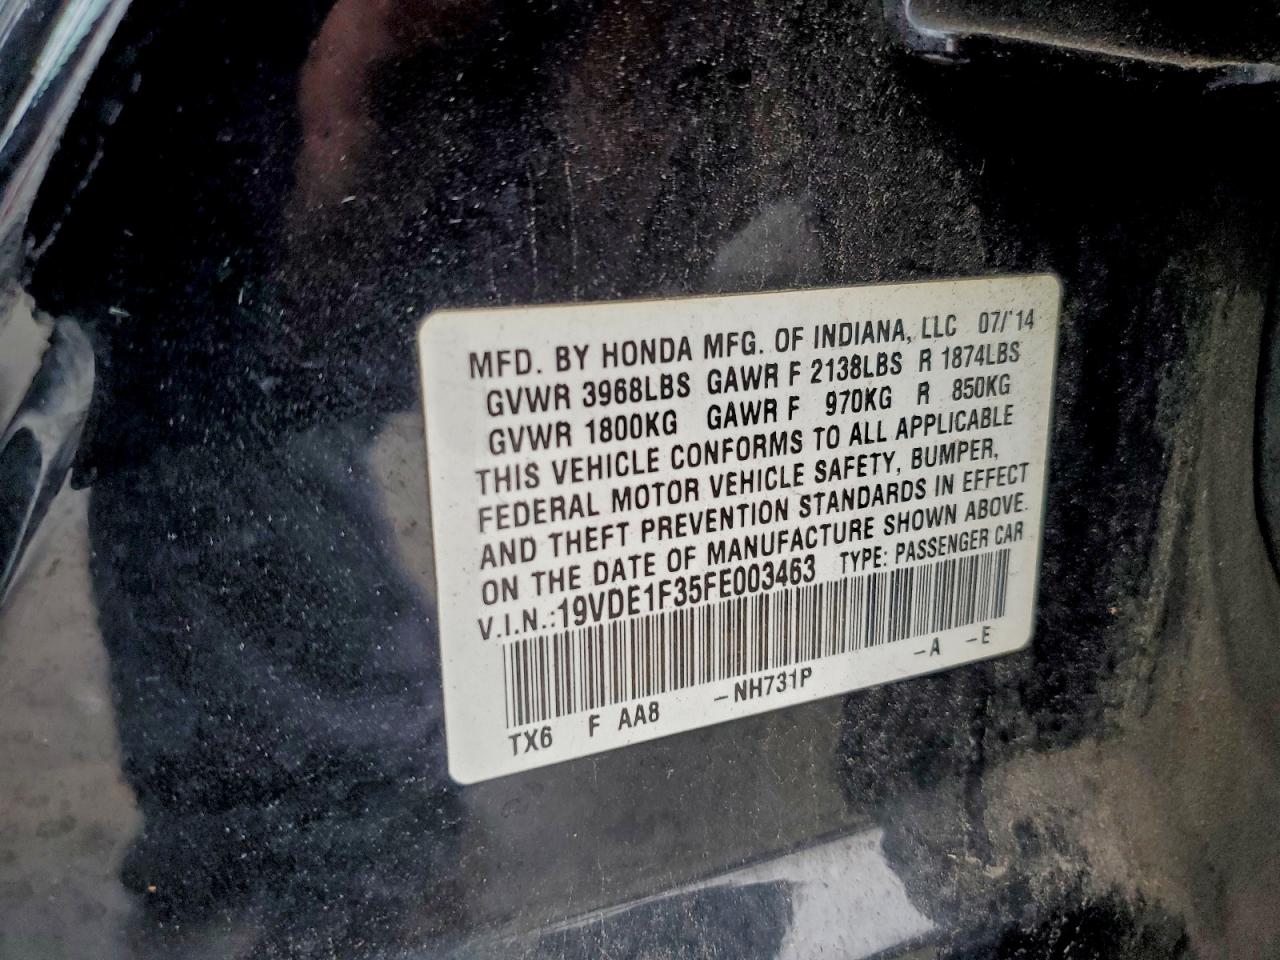 MFD. BY HONDA MFG. OF INDIANA, LLC 07/'14
GVWR 3968LBS GAWR F 2138LBS R 1874LBS
GVWR 1800KG GAWR F 970KG R 850KG
THIS VEHICLE CONFORMS TO ALL APPLICABLE
FEDERAL MOTOR VEHICLE SAFETY, BUMPER,
AND THEFT PREVENTION STANDARDS IN EFFECT
ON THE DATE OF MANUFACTURE SHOWN ABOVE.
V.I.N.:19VDE1F35FE003463 TYPE: PASSENGER CAR
TX6 F AA8 -NH731P -A -E